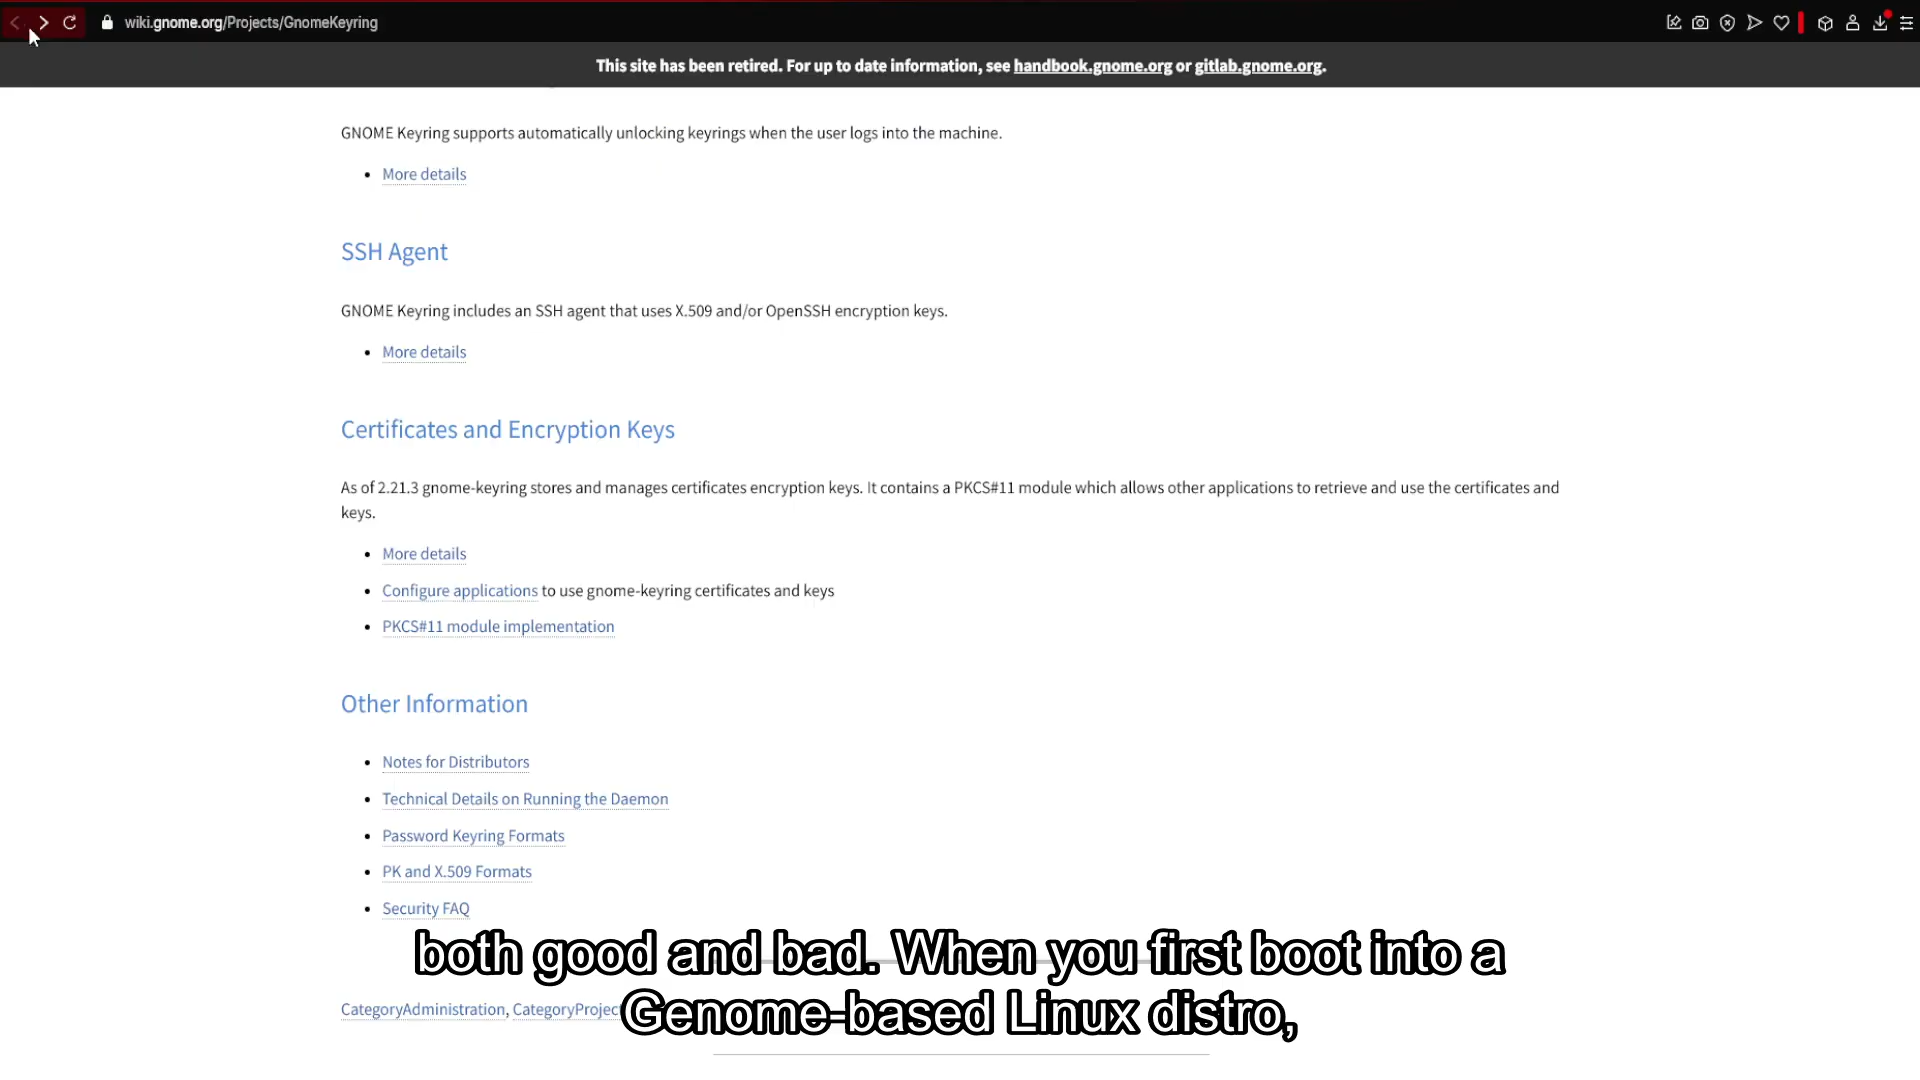 wiki.gnome.org/Projects/GnomeKeyring
This site has been retired. For up to date information, see handbook.gnome.org or gitlab.gnome.org.
GNOME Keyring supports automatically unlocking keyrings when the user logs into the machine.
More details
SSH Agent
GNOME Keyring includes an SSH agent that uses X.509 and/or OpenSSH encryption keys.
More details
Certificates and Encryption Keys
As of 2.21.3 gnome-keyring stores and manages certificates encryption keys. It contains a PKCS#11 module which allows other applications to retrieve and use the certificates and
keys.
More details
Configure applications to use gnome-keyring certificates and keys
PKCS#11 module implementation
Other Information
Notes for Distributors
Technical Details on Running the Daemon
Password Keyring Formats
PK and X.509 Formats
Security FAQ
both good and bad. When you first boot into a
CategoryAdministration,
Genome-based Linux distro,